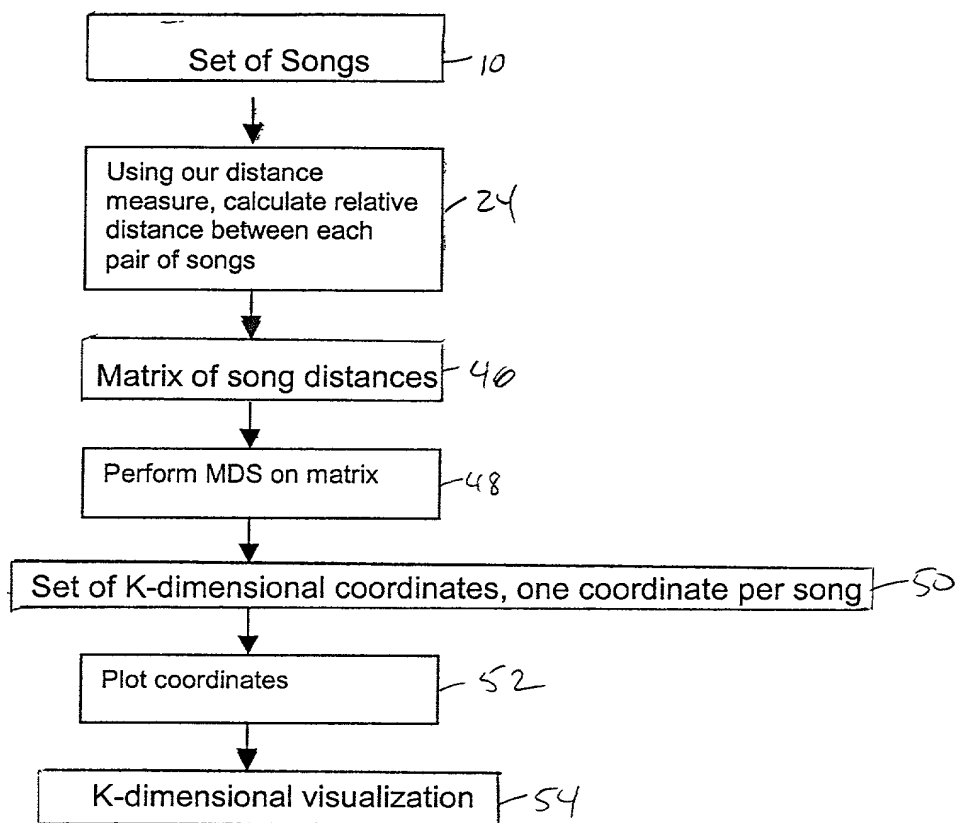 Set of Songs
10
Using our distance
measure, calculate relative
distance between each
pair of songs
24
Matrix of song distances
46
Perform MDS on matrix
48
Set of K-dimensional coordinates, one coordinate per song
50
Plot coordinates
52
K-dimensional visualization
54